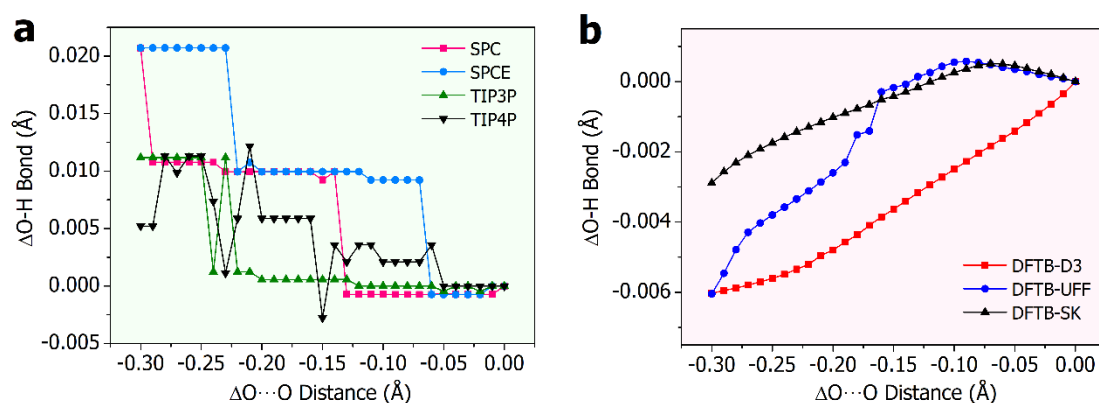 a
0.020
0.015
0.010
0.005
0.000
-0.005
ΔO-H Bond (Å)
SPC
SPCE
TIP3P
TIP4P
-0.30 -0.25 -0.20 -0.15 -0.10 -0.05 0.00
ΔO···O Distance (Å)
b
0.000
-0.002
-0.004
-0.006
ΔO-H Bond (Å)
DFTB-D3
DFTB-UFF
DFTB-SK
-0.30 -0.25 -0.20 -0.15 -0.10 -0.05 0.00
ΔO···O Distance (Å)